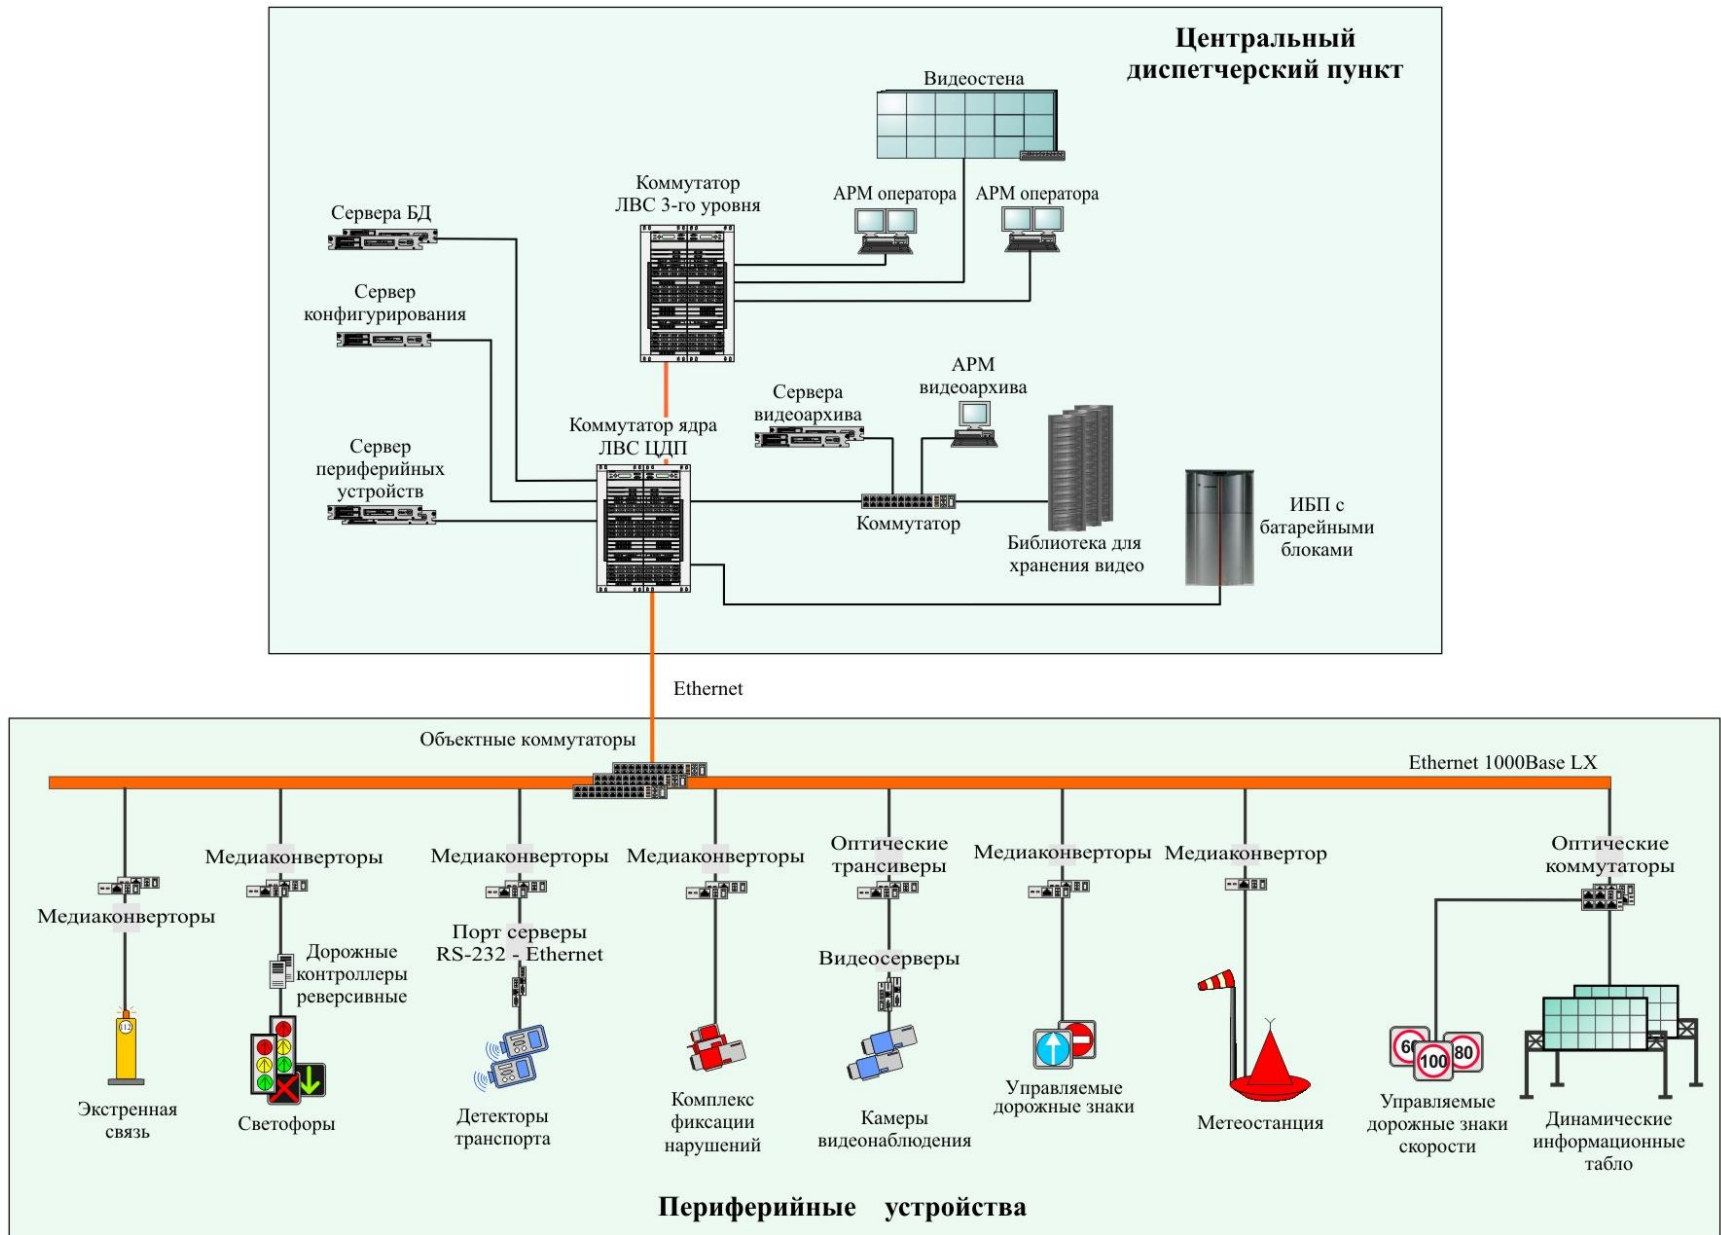 Центральный
диспетчерский пункт
Видеостена
Коммутатор
ЛВС 3-го уровня
АРМ оператора
АРМ оператора
Сервера БД
Сервер
конфигурирования
Сервер
периферийных
устройств
Коммутатор ядра
ЛВС ЦДП
Сервера
видеоархива
АРМ
видеоархива
Коммутатор
Библиотека для
хранения видео
ИБП с
батарейными
блоками
Ethernet
Объектные коммутаторы
Ethernet 1000Base LX
Медиаконверторы
Экстренная
связь
112
Медиаконверторы
Дорожные
контроллеры
реверсивные
Светофоры
Медиаконверторы
Порт серверы
RS-232 - Ethernet
Детекторы
транспорта
Медиаконверторы
Комплекс
фиксации
нарушений
Оптические
трансиверы
Видеосерверы
Камеры
видеонаблюдения
Медиаконверторы
Управляемые
дорожные знаки
Медиаконвертор
Метеостанция
Оптические
коммутаторы
60
100
80
Управляемые
дорожные знаки
скорости
Динамические
информационные
табло
Периферийные устройства